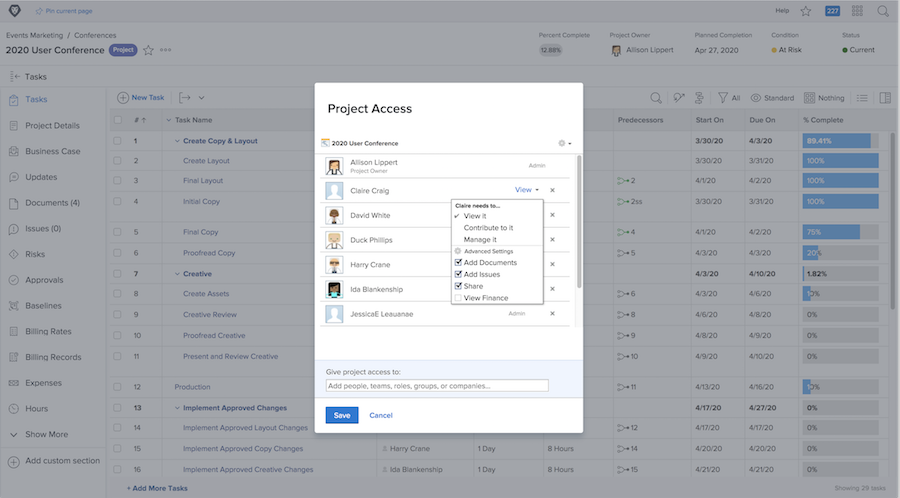 Pin current page
Help
227
Events Marketing / Conferences
2020 User Conference Project
Percent Complete
12.88%
Project Owner
Allison Lippert
Planned Completion
Apr 27, 2020
Condition
At Risk
Status
Current
Tasks
Tasks
Project Details
Business Case
Updates
Documents (4)
Issues (0)
Risks
Approvals
Baselines
Billing Rates
Billing Records
Expenses
Hours
Show More
Add custom section
New Task
All
Standard
Nothing
# Task Name Predecessors Start On Due On % Complete
1 Create Copy & Layout 3/30/20 4/3/20 89.41%
2 Create Layout 3/30/20 3/31/20 100%
3 Final Layout 2 4/1/20 4/2/20 100%
4 Initial Copy 2ss 4/1/20 4/2/20 100%
5 Final Copy 4 4/1/20 4/2/20 75%
6 Proofread Copy 5 4/3/20 4/3/20 20%
7 Creative 4/3/20 4/10/20 1.82%
8 Create Assets 6 4/3/20 4/8/20 10%
9 Creative Review 8 4/6/20 4/8/20 0%
10 Proofread Creative 9 4/8/20 4/9/20 0%
11 Present and Review Creative 10 4/9/20 4/10/20 0%
12 Production 11 4/13/20 4/16/20 10%
13 Implement Approved Changes 4/17/20 4/27/20 0%
14 Implement Approved Layout Changes 12 4/17/20 4/17/20 0%
15 Implement Approved Copy Changes Harry Crane 1 Day 8 Hours 14 4/20/20 4/20/20 0%
16 Implement Approved Creative Changes Ida Blankenship 1 Day 8 Hours 15 4/21/20 4/21/20 0%
+ Add More Tasks
Showing 29 tasks
Project Access
2020 User Conference
Allison Lippert
Project Owner
Admin
Claire Craig View
David White
Duck Phillips
Harry Crane
Ida Blankenship
JessicaE Leauanae Admin
Claire needs to...
View it
Contribute to it
Manage it
Advanced Settings
Add Documents
Add Issues
Share
View Finance
Give project access to:
Add people, teams, roles, groups, or companies...
Save Cancel